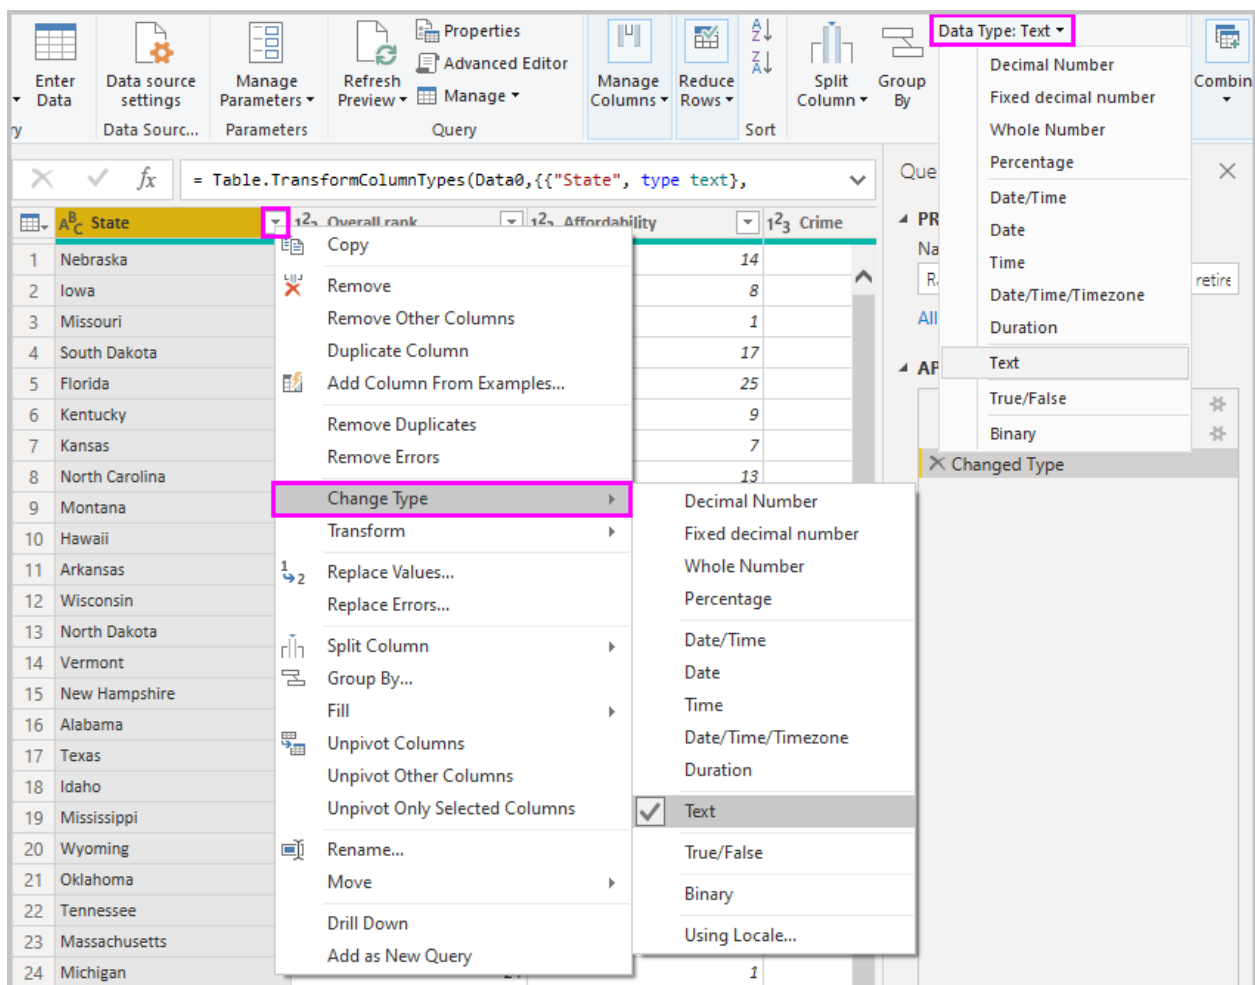 Enter
Data
Data source
settings
Data Sourc...
Manage
Parameters
Parameters
Refresh
Preview
Properties
Advanced Editor
Manage
Query
Manage
Columns
Reduce
Rows
Sort
Split
Column
Group
By
Data Type: Text
Decimal Number
Fixed decimal number
Whole Number
Percentage
Date/Time
Date
Time
Date/Time/Timezone
Duration
Text
True/False
Binary
Combin
fx = Table.TransformColumnTypes(Data0,{{"State", type text},
Que
PR
Na
R
retire
All
AP
Changed Type
ABC State 123 Overall rank 123 Affordability 123 Crime
1 Nebraska 14
2 Iowa 8
3 Missouri 1
4 South Dakota 17
5 Florida 25
6 Kentucky 9
7 Kansas 7
8 North Carolina 13
9 Montana
10 Hawaii
11 Arkansas
12 Wisconsin
13 North Dakota
14 Vermont
15 New Hampshire
16 Alabama
17 Texas
18 Idaho
19 Mississippi
20 Wyoming
21 Oklahoma
22 Tennessee
23 Massachusetts
24 Michigan 1
Copy
Remove
Remove Other Columns
Duplicate Column
Add Column From Examples...
Remove Duplicates
Remove Errors
Change Type
Transform
Replace Values...
Replace Errors...
Split Column
Group By...
Fill
Unpivot Columns
Unpivot Other Columns
Unpivot Only Selected Columns
Rename...
Move
Drill Down
Add as New Query
Decimal Number
Fixed decimal number
Whole Number
Percentage
Date/Time
Date
Time
Date/Time/Timezone
Duration
Text
True/False
Binary
Using Locale...